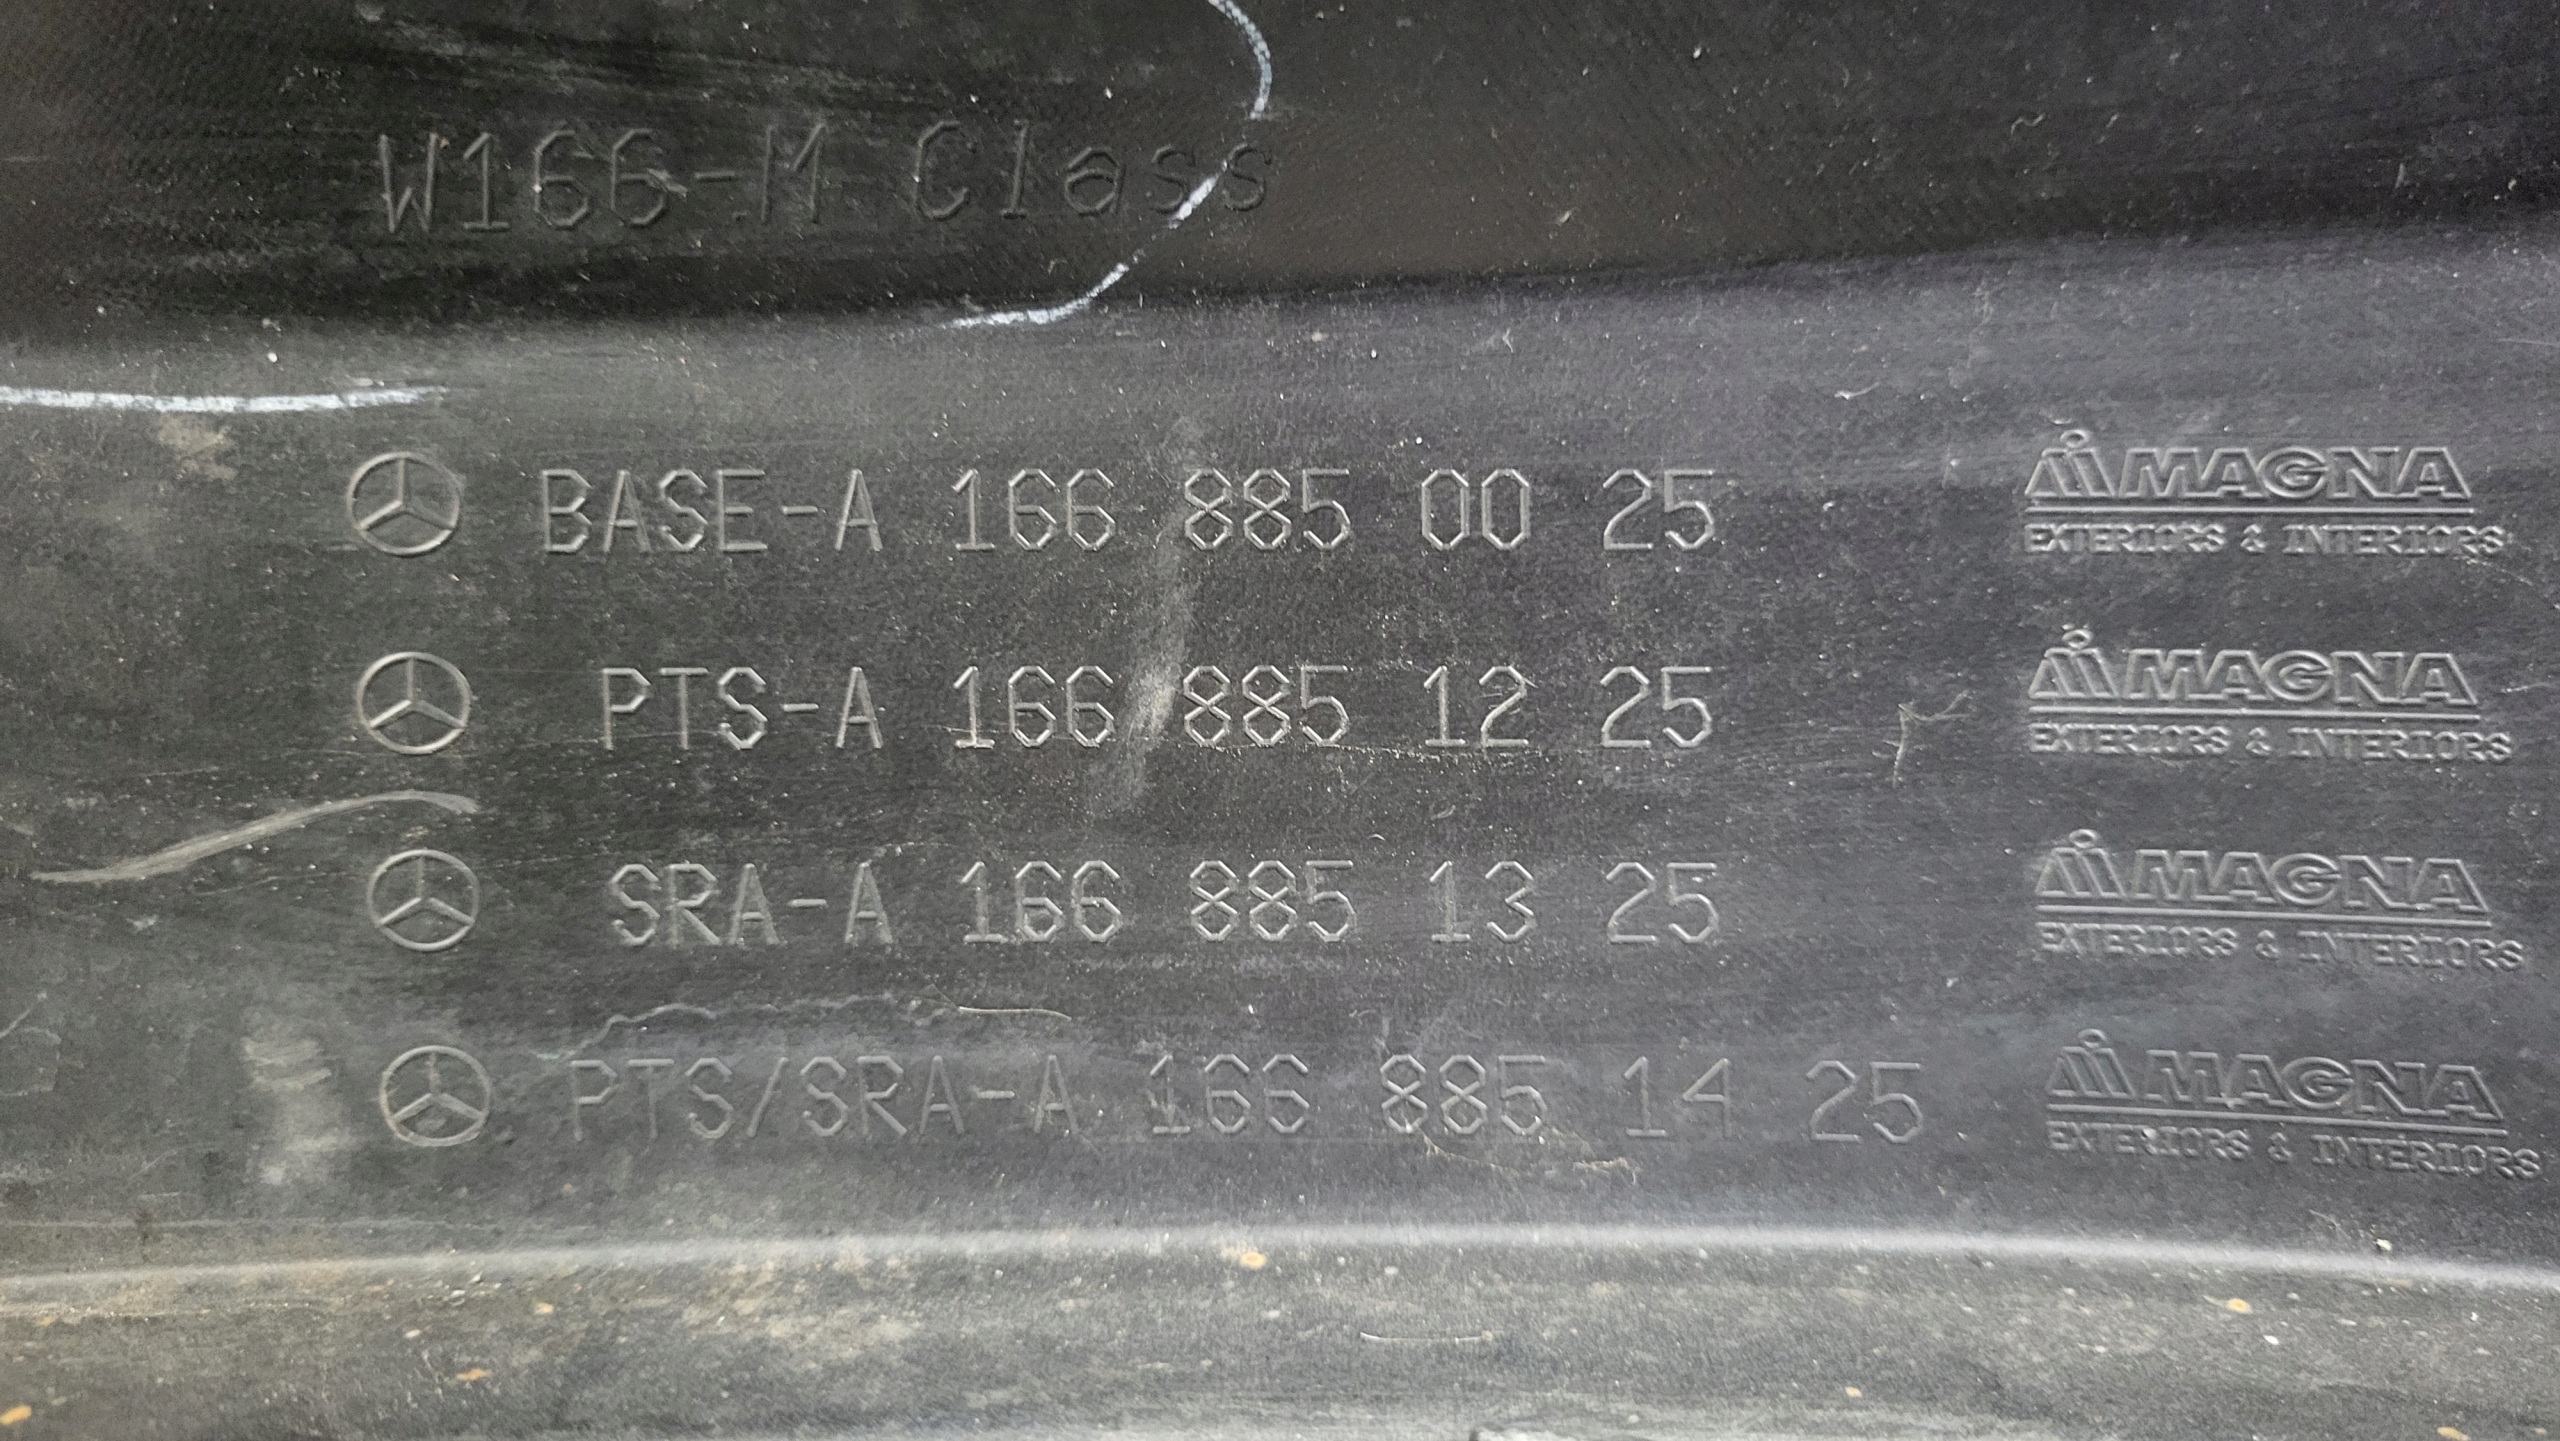 W166-M Class
BASE-A 166 885 00 25 MAGNA
EXTERIORS & INTERIORS
PTS-A 166 885 12 25 MAGNA
EXTERIORS & INTERIORS
SRA-A 166 885 13 25 MAGNA
EXTERIORS & INTERIORS
PTS/SRA-A 166 885 14 25 MAGNA
EXTERIORS & INTERIORS